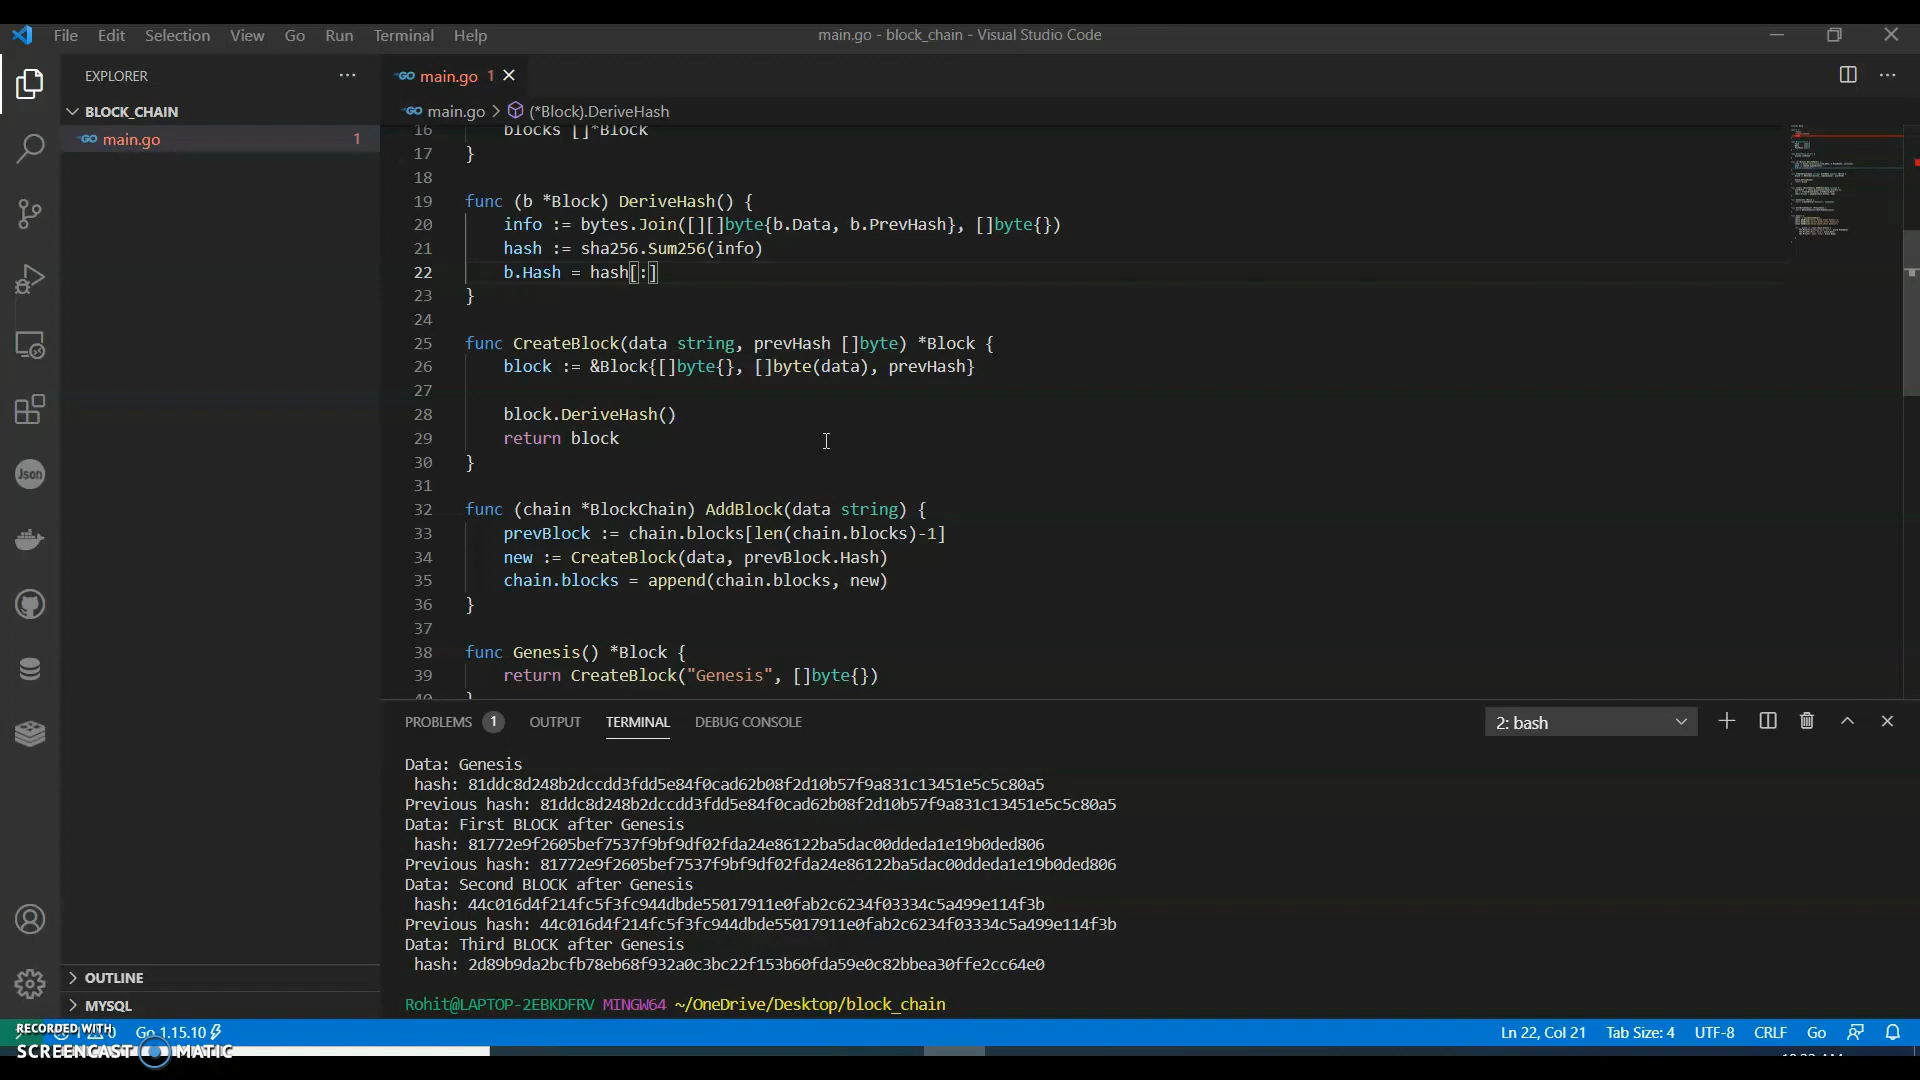 File Edit Selection View Go Run Terminal Help
main.go - block_chain - Visual Studio Code
EXPLORER
main.go 1
BLOCK_CHAIN
main.go > (*Block).DeriveHash
main.go 1
16 blocks []*Block
17 }
18
19 func (b *Block) DeriveHash() {
20 info := bytes.Join([][]byte{b.Data, b.PrevHash}, []byte{})
21 hash := sha256.Sum256(info)
22 b.Hash = hash[:]
23 }
24
25 func CreateBlock(data string, prevHash []byte) *Block {
26 block := &Block{[]byte{}, []byte(data), prevHash}
27
28 block.DeriveHash()
29 return block
30 }
31
32 func (chain *BlockChain) AddBlock(data string) {
33 prevBlock := chain.blocks[len(chain.blocks)-1]
34 new := CreateBlock(data, prevBlock.Hash)
35 chain.blocks = append(chain.blocks, new)
36 }
37
38 func Genesis() *Block {
39 return CreateBlock("Genesis", []byte{})
40 }
Json
PROBLEMS 1 OUTPUT TERMINAL DEBUG CONSOLE
2: bash
Data: Genesis
hash: 81ddc8d248b2dccdd3fdd5e84f0cad62b08f2d10b57f9a831c13451e5c5c80a5
Previous hash: 81ddc8d248b2dccdd3fdd5e84f0cad62b08f2d10b57f9a831c13451e5c5c80a5
Data: First BLOCK after Genesis
hash: 81772e9f2605bef7537f9bf9df02fda24e86122ba5dac00ddeda1e19b0ded806
Previous hash: 81772e9f2605bef7537f9bf9df02fda24e86122ba5dac00ddeda1e19b0ded806
Data: Second BLOCK after Genesis
hash: 44c016d4f214fc5f3fc944dbde55017911e0fab2c6234f03334c5a499e114f3b
Previous hash: 44c016d4f214fc5f3fc944dbde55017911e0fab2c6234f03334c5a499e114f3b
Data: Third BLOCK after Genesis
hash: 2d89b9da2bcfb78eb68f932a0c3bc22f153b60fda59e0c82bbea30ffe2cc64e0
Rohit@LAPTOP-2EBKDFRV MINGW64 ~/OneDrive/Desktop/block_chain
OUTLINE
MYSQL
Go 1.15.10
Ln 22, Col 21 Tab Size: 4 UTF-8 CRLF Go
RECORDED WITH
SCREENCAST MATIC